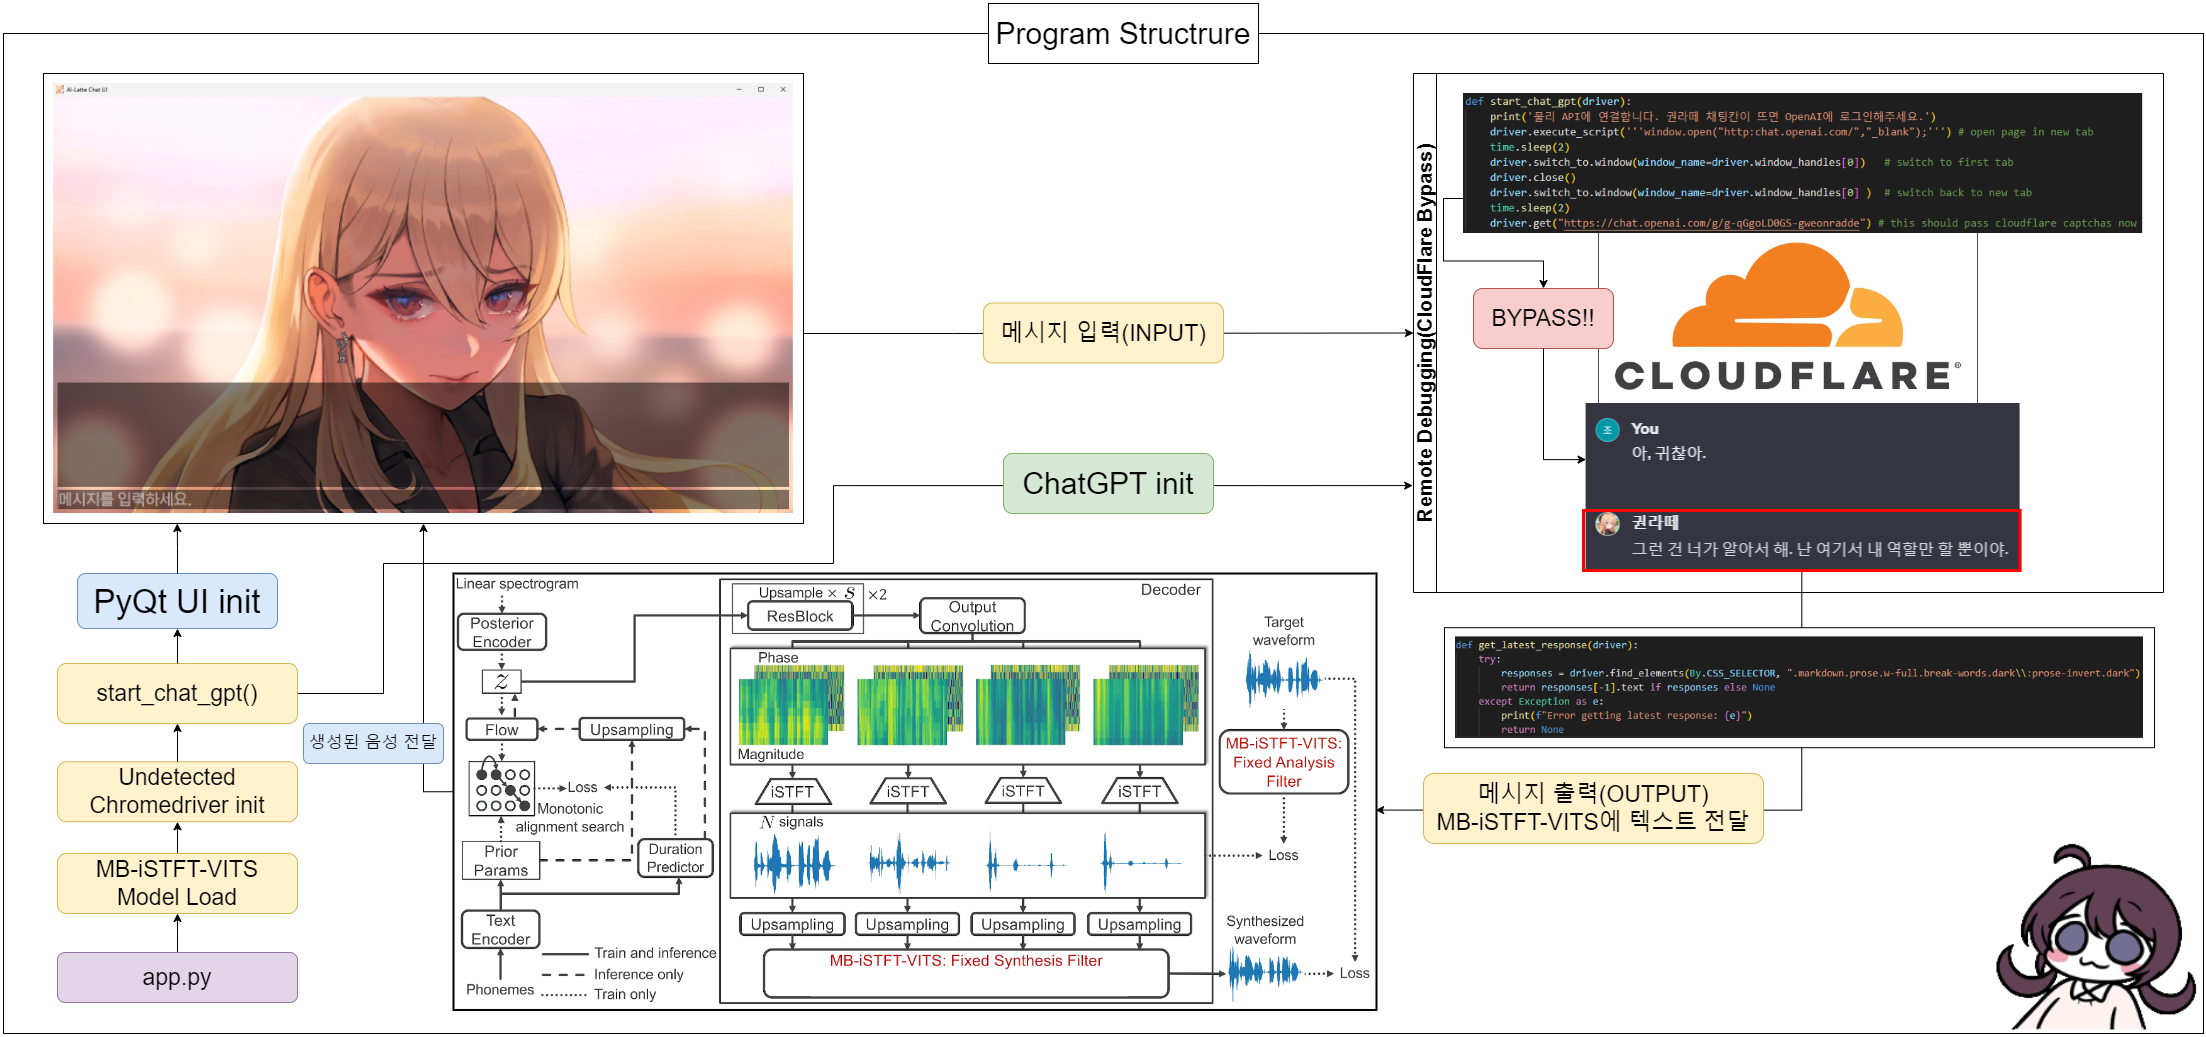 Program Structrure
AI-Latte Chat UI
메시지를 입력하세요.
PyQt UI init
start_chat_gpt()
Undetected
Chromedriver init
MB-iSTFT-VITS
Model Load
app.py
생성된 음성 전달
메시지 입력(INPUT)
ChatGPT init
Remote Debugging(CloudFlare Bypass)
def start_chat_gpt(driver):
print('물리 API에 연결합니다. 권라떼 채팅칸이 뜨면 OpenAI에 로그인해주세요.')
driver.execute_script('''window.open("http:chat.openai.com/","_blank");''') # open page in new tab
time.sleep(2)
driver.switch_to.window(window_name=driver.window_handles[0])   # switch to first tab
driver.close()
driver.switch_to.window(window_name=driver.window_handles[0] )  # switch back to new tab
time.sleep(2)
driver.get("https://chat.openai.com/g/g-qGgoLD0GS-gweonradde") # this should pass cloudflare captchas now
BYPASS!!
CLOUDFLARE®
조
You
아, 귀찮아.
권라떼
그런 건 너가 알아서 해. 난 여기서 내 역할만 할 뿐이야.
def get_latest_response(driver):
try:
responses = driver.find_elements(By.CSS_SELECTOR, ".markdown.prose.w-full.break-words.dark\\:prose-invert.dark")
return responses[-1].text if responses else None
except Exception as e:
print(f"Error getting latest response: {e}")
return None
메시지 출력(OUTPUT)
MB-iSTFT-VITS에 텍스트 전달
Linear spectrogram
Posterior
Encoder
z
Flow
Upsampling
Loss
Monotonic
alignment search
Prior
Params
Duration
Predictor
Text
Encoder
Phonemes
Train and inference
Inference only
Train only
Decoder
Upsample × S ×2
ResBlock
Output
Convolution
Phase
Magnitude
iSTFT
iSTFT
iSTFT
iSTFT
N signals
Upsampling
Upsampling
Upsampling
Upsampling
MB-iSTFT-VITS: Fixed Synthesis Filter
Target
waveform
MB-iSTFT-VITS:
Fixed Analysis
Filter
Loss
Synthesized
waveform
Loss